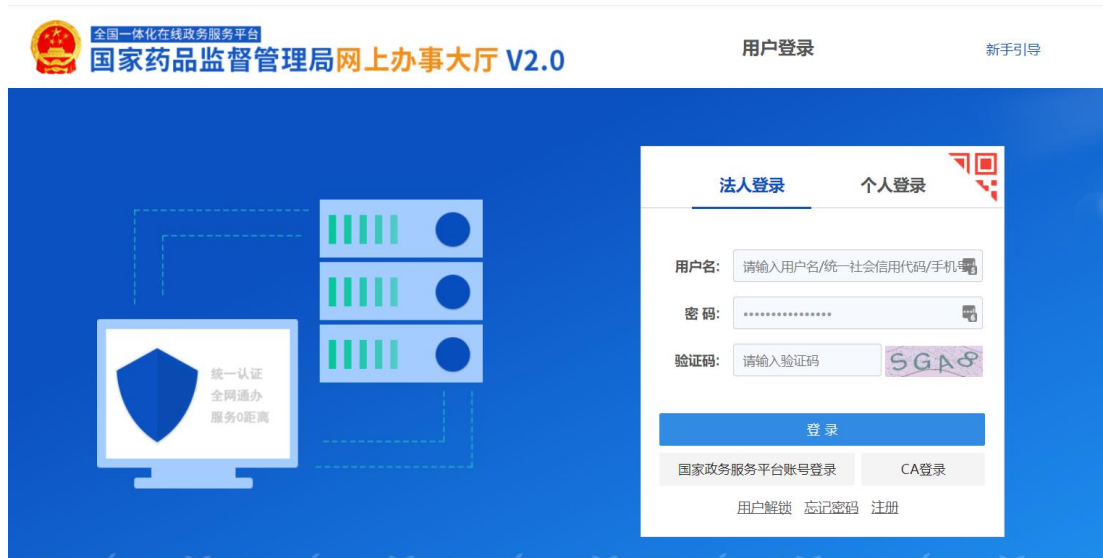 全国一体化在线政务服务平台
国家药品监督管理局网上办事大厅 V2.0
用户登录
新手引导
法人登录 个人登录
用户名: 请输入用户名/统一社会信用代码/手机号
密 码: ••••••••••••••••
验证码: 请输入验证码 SGA8
登 录
国家政务服务平台账号登录 CA登录
用户解锁 忘记密码 注册
统一认证
全网通办
服务0距离